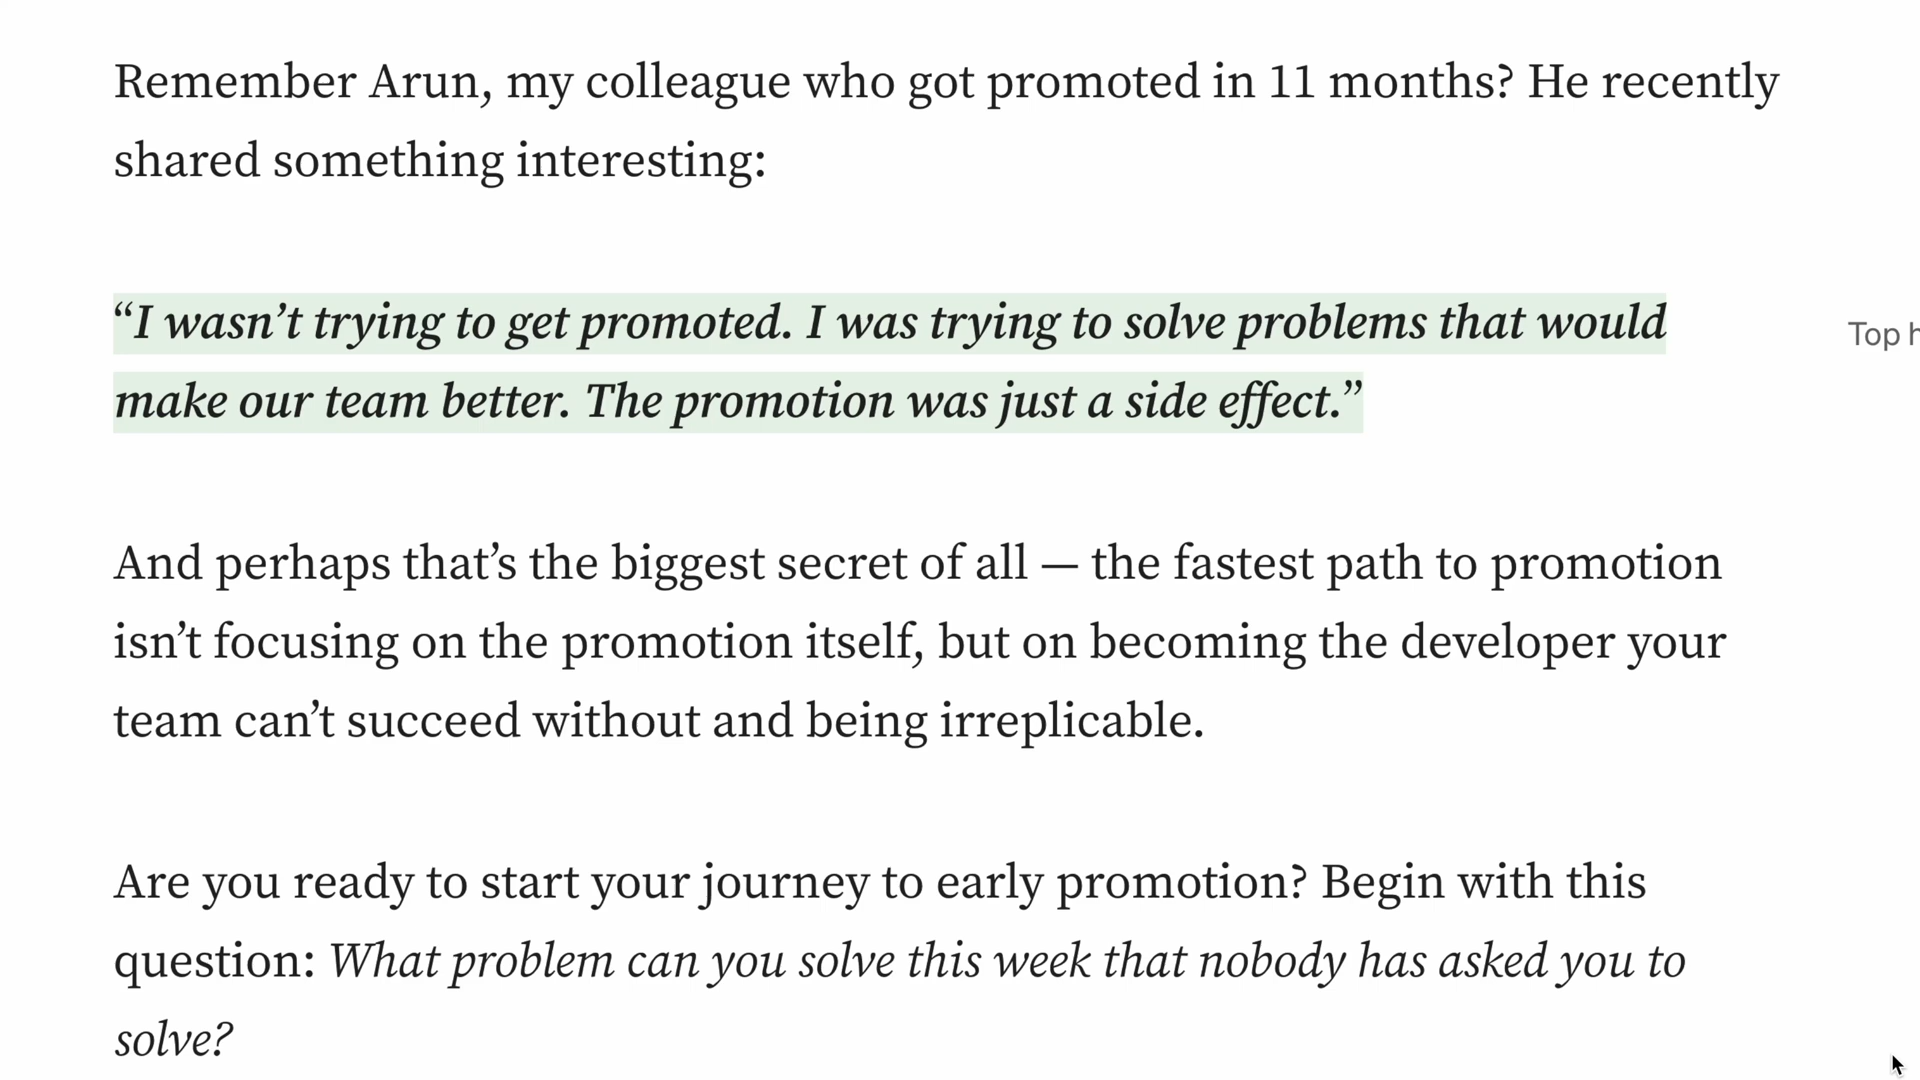 Remember Arun, my colleague who got promoted in 11 months? He recently
shared something interesting:
“I wasn’t trying to get promoted. I was trying to solve problems that would
make our team better. The promotion was just a side effect.”
Top
And perhaps that’s the biggest secret of all — the fastest path to promotion
isn’t focusing on the promotion itself, but on becoming the developer your
team can’t succeed without and being irreplicable.
Are you ready to start your journey to early promotion? Begin with this
question: What problem can you solve this week that nobody has asked you to
solve?